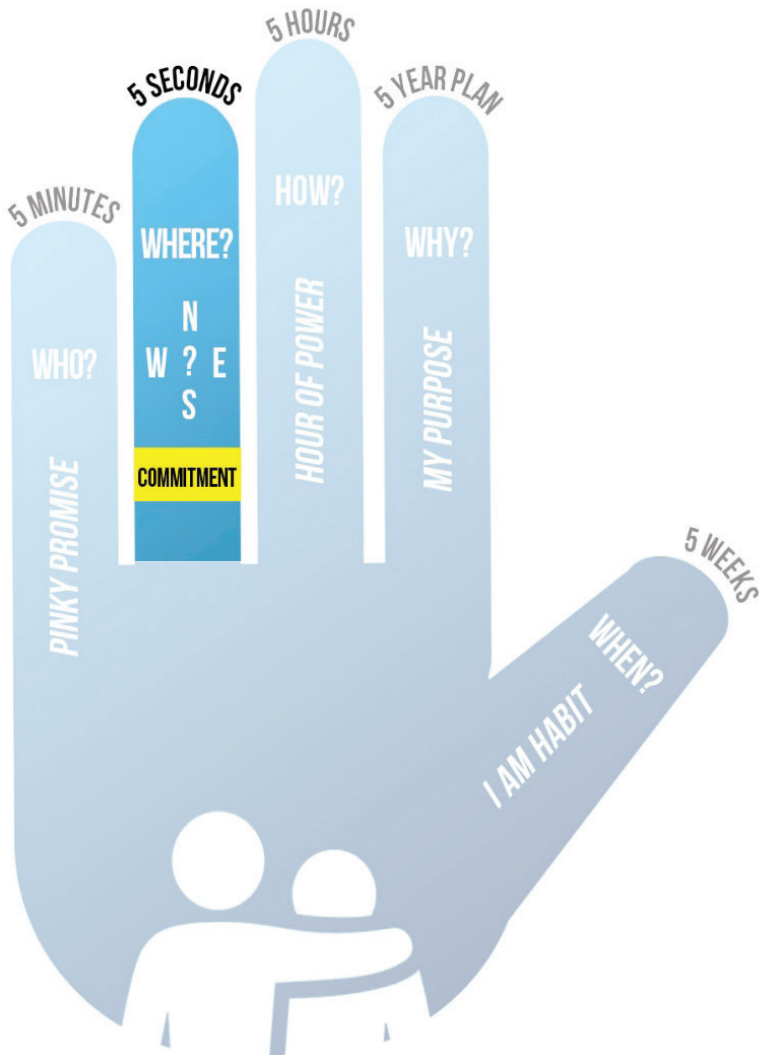 5 MINUTES
WHO?
PINKY PROMISE
5 SECONDS
WHERE?
N
W ? E
S
COMMITMENT
5 HOURS
HOW?
HOUR OF POWER
5 YEAR PLAN
WHY?
MY PURPOSE
5 WEEKS
WHEN?
I AM HABIT